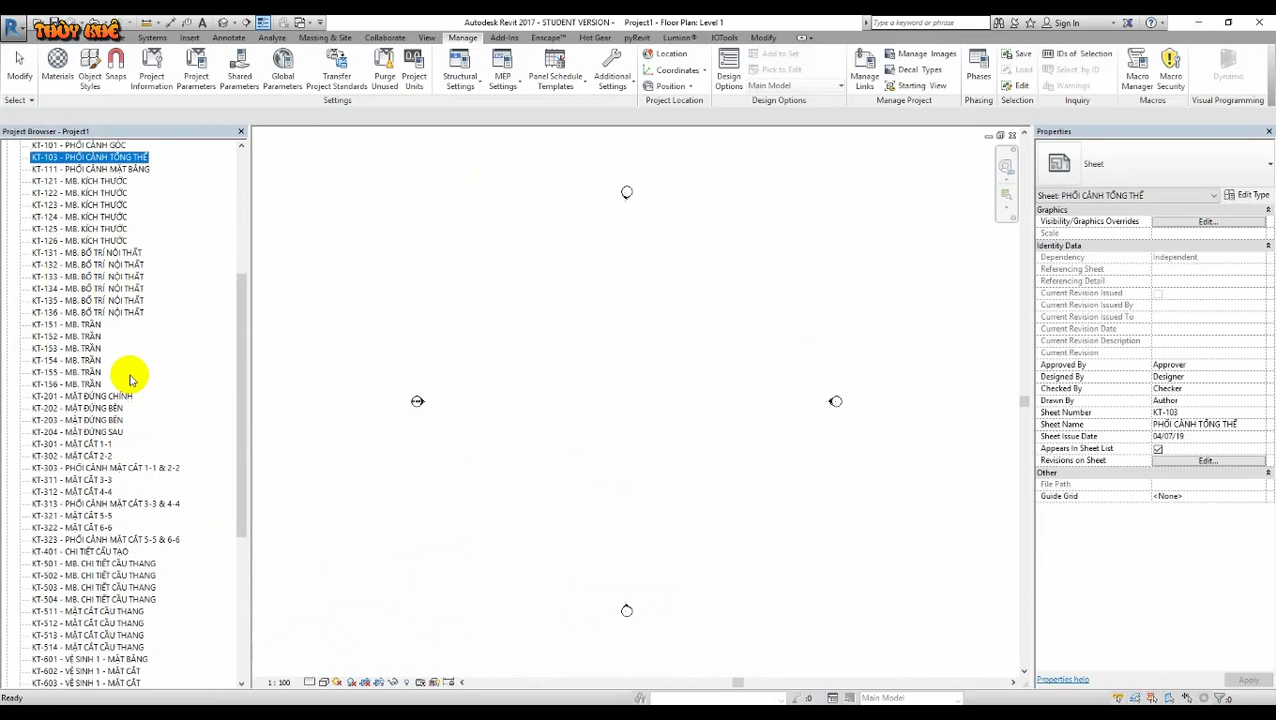 THỦY KHÊ
Autodesk Revit 2017 - STUDENT VERSION - Project1 - Floor Plan: Level 1
Type a keyword or phrase
Sign In
Systems Insert Annotate Analyze Massing & Site Collaborate View Manage Add-Ins Enscape™ Hot Gear pyRevit Lumion® JOTools Modify
Modify
Materials
Object Styles
Snaps
Project Information
Project Parameters
Shared Parameters
Global Parameters
Transfer Project Standards
Purge Unused
Project Units
Structural Settings
MEP Settings
Panel Schedule Templates
Additional Settings
Location
Coordinates
Position
Design Options
Add to Set
Pick to Edit
Main Model
Manage Links
Manage Images
Decal Types
Starting View
Phases
Save
Load
Edit
IDs of Selection
Select by ID
Warnings
Macro Manager
Macro Security
Dynamo
Select Settings Project Location Design Options Manage Project Phasing Selection Inquiry Macros Visual Programming
Project Browser - Project1
KT-101 - PHỐI CẢNH GÓC
KT-103 - PHỐI CẢNH TỔNG THỂ
KT-111 - PHỐI CẢNH MẶT BẰNG
KT-121 - MB. KÍCH THƯỚC
KT-122 - MB. KÍCH THƯỚC
KT-123 - MB. KÍCH THƯỚC
KT-124 - MB. KÍCH THƯỚC
KT-125 - MB. KÍCH THƯỚC
KT-126 - MB. KÍCH THƯỚC
KT-131 - MB. BỐ TRÍ NỘI THẤT
KT-132 - MB. BỐ TRÍ NỘI THẤT
KT-133 - MB. BỐ TRÍ NỘI THẤT
KT-134 - MB. BỐ TRÍ NỘI THẤT
KT-135 - MB. BỐ TRÍ NỘI THẤT
KT-136 - MB. BỐ TRÍ NỘI THẤT
KT-151 - MB. TRẦN
KT-152 - MB. TRẦN
KT-153 - MB. TRẦN
KT-154 - MB. TRẦN
KT-155 - MB. TRẦN
KT-156 - MB. TRẦN
KT-201 - MẶT ĐỨNG CHÍNH
KT-202 - MẶT ĐỨNG BÊN
KT-203 - MẶT ĐỨNG BÊN
KT-204 - MẶT ĐỨNG SAU
KT-301 - MẶT CẮT 1-1
KT-302 - MẶT CẮT 2-2
KT-303 - PHỐI CẢNH MẶT CẮT 1-1 & 2-2
KT-311 - MẶT CẮT 3-3
KT-312 - MẶT CẮT 4-4
KT-313 - PHỐI CẢNH MẶT CẮT 3-3 & 4-4
KT-321 - MẶT CẮT 5-5
KT-322 - MẶT CẮT 6-6
KT-323 - PHỐI CẢNH MẶT CẮT 5-5 & 6-6
KT-401 - CHI TIẾT CẤU TẠO
KT-501 - MB. CHI TIẾT CẦU THANG
KT-502 - MB. CHI TIẾT CẦU THANG
KT-503 - MB. CHI TIẾT CẦU THANG
KT-504 - MB. CHI TIẾT CẦU THANG
KT-511 - MẶT CẮT CẦU THANG
KT-512 - MẶT CẮT CẦU THANG
KT-513 - MẶT CẮT CẦU THANG
KT-514 - MẶT CẮT CẦU THANG
KT-601 - VỆ SINH 1 - MẶT BẰNG
KT-602 - VỆ SINH 1 - MẶT CẮT
KT-603 - VỆ SINH 1 - MẶT CẮT
Properties
Sheet
Sheet: PHỐI CẢNH TỔNG THỂ Edit Type
Graphics
Visibility/Graphics Overrides Edit...
Scale
Identity Data
Dependency Independent
Referencing Sheet
Referencing Detail
Current Revision Issued
Current Revision Issued By
Current Revision Issued To
Current Revision Date
Current Revision Description
Current Revision
Approved By Approver
Designed By Designer
Checked By Checker
Drawn By Author
Sheet Number KT-103
Sheet Name PHỐI CẢNH TỔNG THỂ
Sheet Issue Date 04/07/19
Appears In Sheet List
Revisions on Sheet Edit...
Other
File Path
Guide Grid <None>
Properties help Apply
1 : 100
Ready :0 Main Model :0